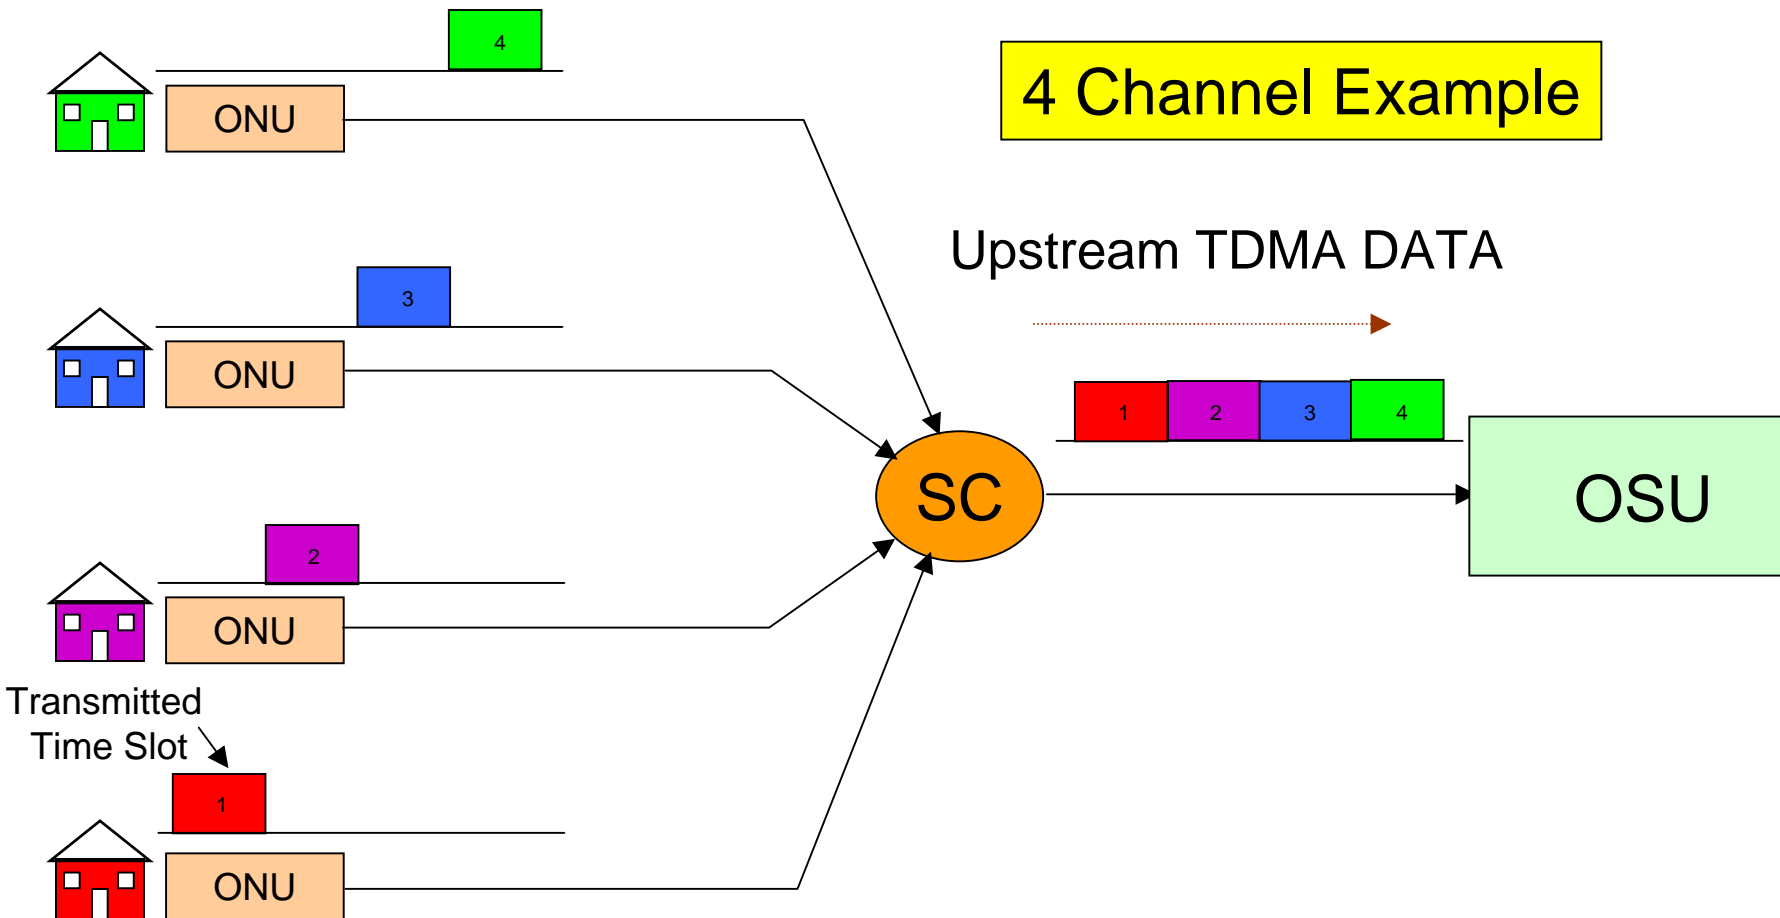 4
4 Channel Example
ONU
Upstream TDMA DATA
3
ONU
1 2 3 4
SC
OSU
2
ONU
Transmitted
Time Slot
1
ONU